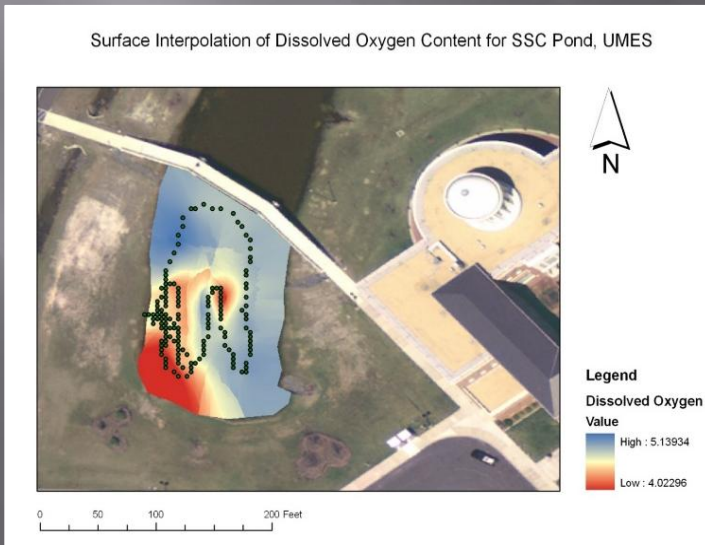 Surface Interpolation of Dissolved Oxygen Content for SSC Pond, UMES
N
Legend
Dissolved Oxygen
Value
High : 5.13934
Low : 4.02296
0 50 100 200 Feet